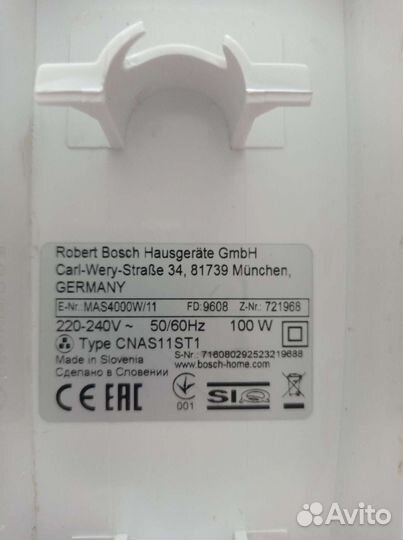 Robert Bosch Hausgeräte GmbH
Carl-Wery-Straße 34, 81739 München,
GERMANY
E-Nr. MAS4000W/11 FD: 9608 Z-Nr.: 721968
220-240V ~ 50/60Hz 100 W
Type CNAS11ST1
S-Nr.: 716080292523219688
Made in Slovenia
www.bosch-home.com
Сделано в Словении
CE EAC 001 SIQ
Avito